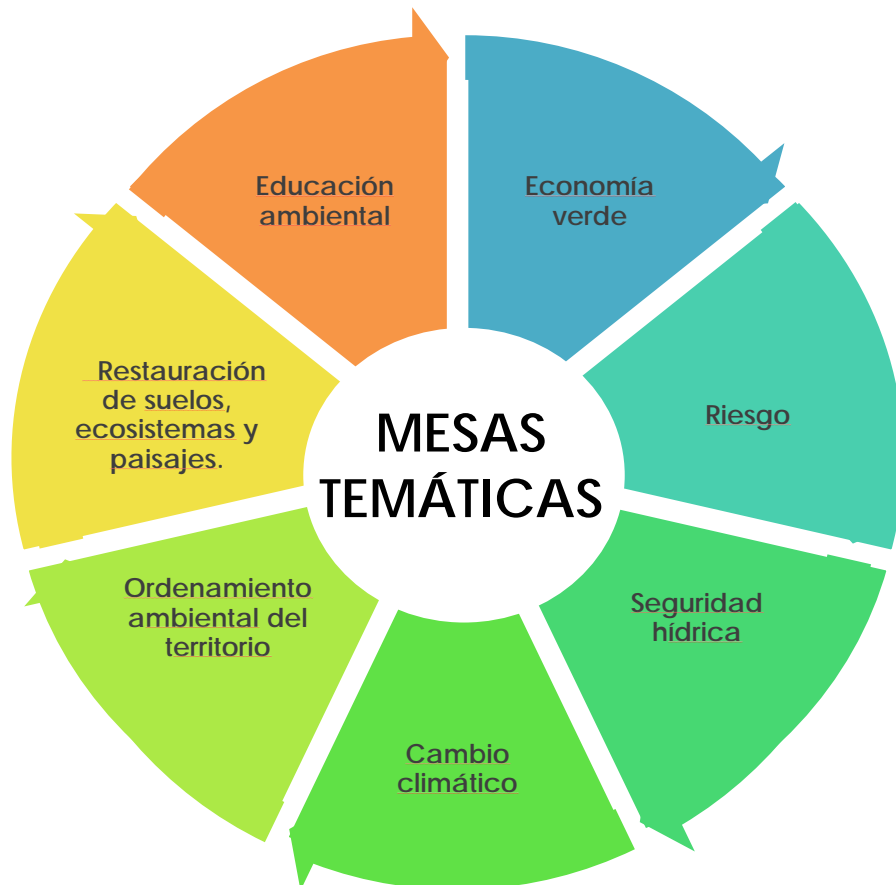 MESAS
TEMÁTICAS
Economía
verde
Riesgo
Seguridad
hídrica
Cambio
climático
Ordenamiento
ambiental del
territorio
Restauración
de suelos,
ecosistemas y
paisajes.
Educación
ambiental